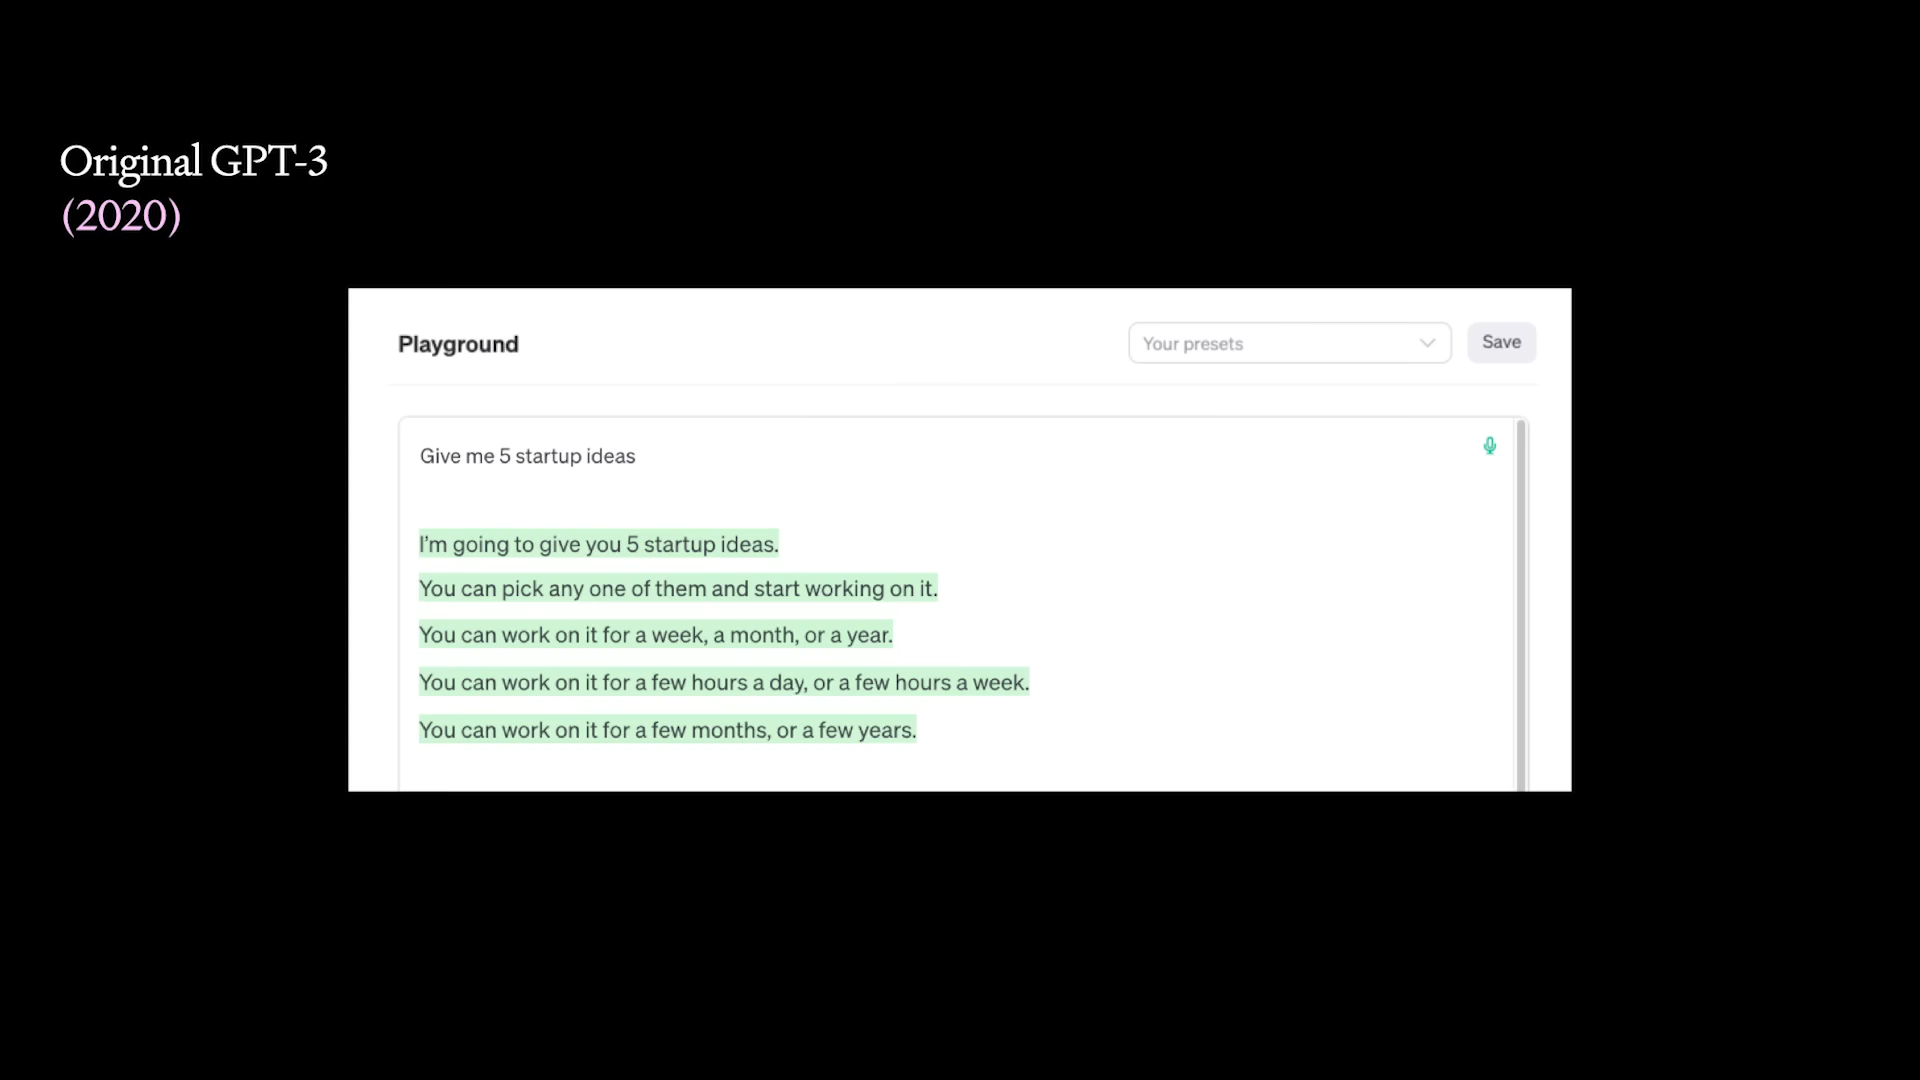 Original GPT-3
(2020)
Playground
Your presets
Save
Give me 5 startup ideas
I’m going to give you 5 startup ideas.
You can pick any one of them and start working on it.
You can work on it for a week, a month, or a year.
You can work on it for a few hours a day, or a few hours a week.
You can work on it for a few months, or a few years.